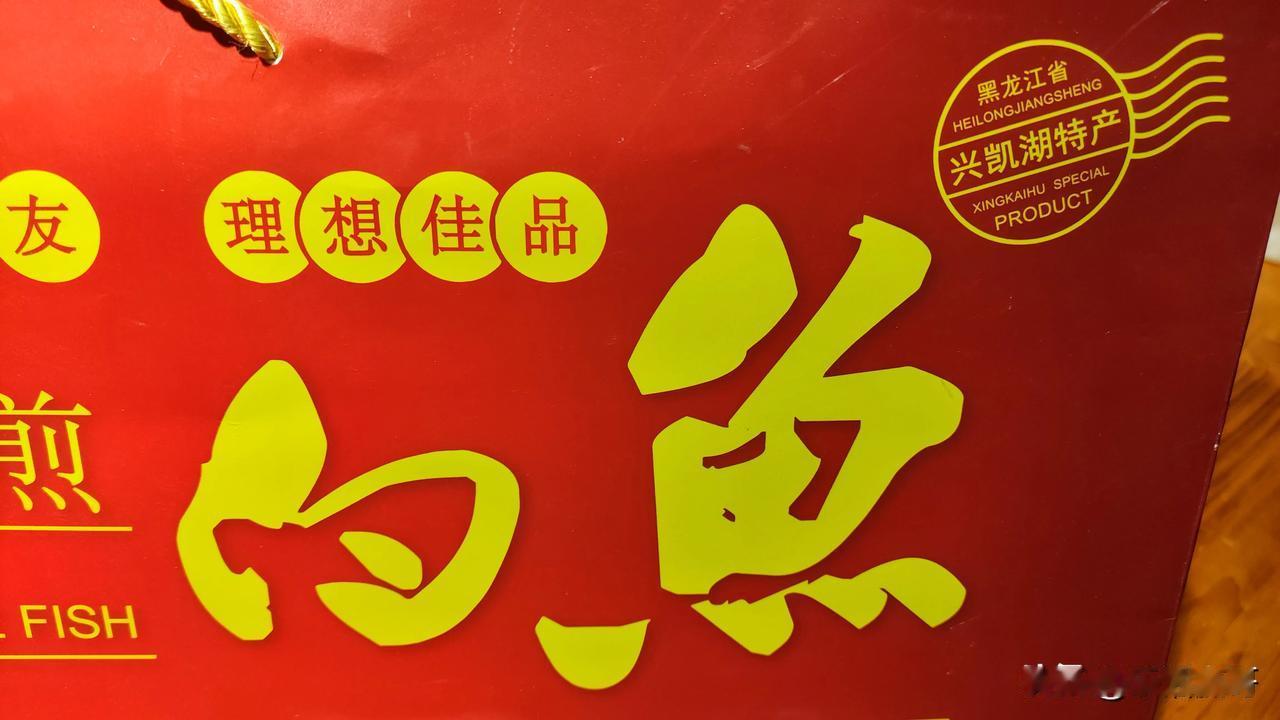 黑龙江省
HEILONGJIANGSHENG
兴凯湖特产
XINGKAIHU SPECIAL
PRODUCT
友 理想佳品
白鱼
煎
FISH